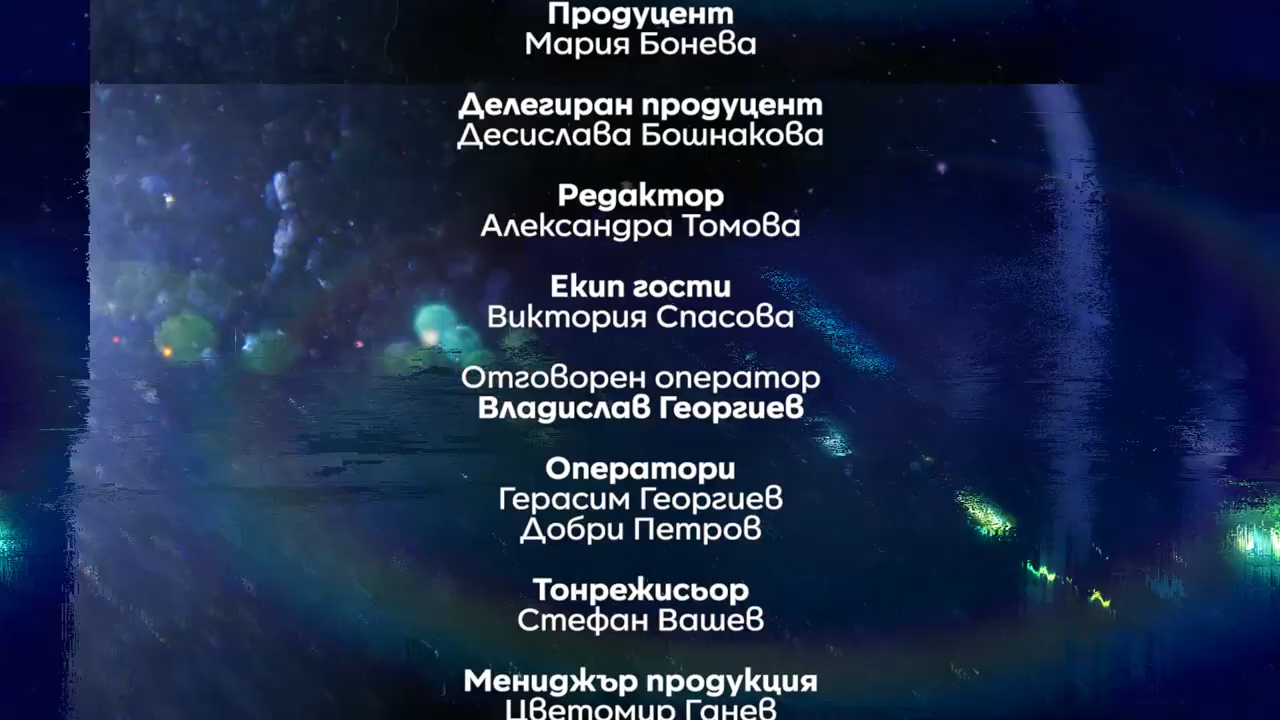 Продуцент
Мария Бонева
Делегиран продуцент
Десислава Бошнакова
Редактор
Александра Томова
Екип гости
Виктория Спасова
Отговорен оператор
Владислав Георгиев
Оператори
Герасим Георгиев
Добри Петров
Тонрежисьор
Стефан Вашев
Мениджър продукция
Цветомир Ганев